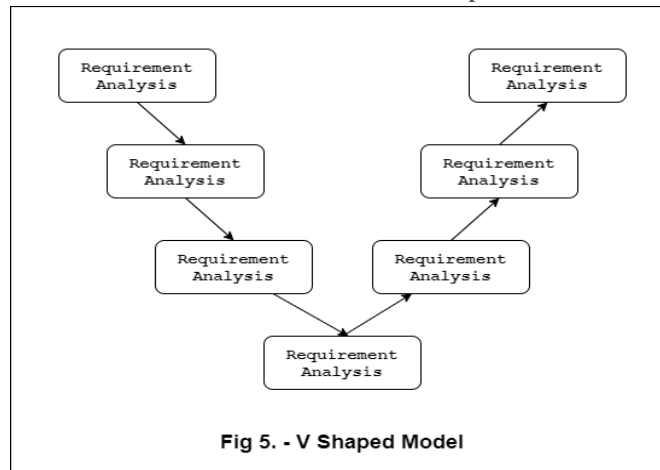 Requirement
Analysis
Requirement
Analysis
Requirement
Analysis
Requirement
Analysis
Requirement
Analysis
Requirement
Analysis
Requirement
Analysis
Fig 5. - V Shaped Model